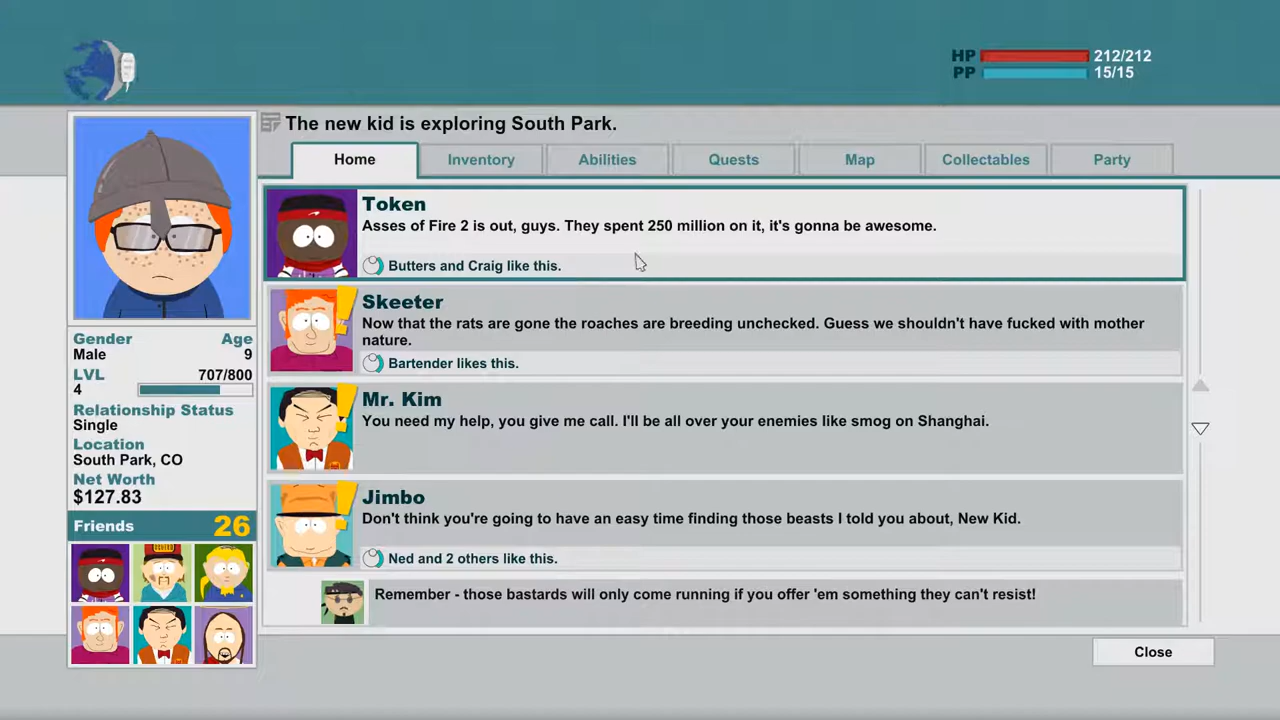 HP 212/212
PP 15/15
The new kid is exploring South Park.
Home Inventory Abilities Quests Map Collectables Party
Token
Asses of Fire 2 is out, guys. They spent 250 million on it, it's gonna be awesome.
Butters and Craig like this.
Skeeter
Now that the rats are gone the roaches are breeding unchecked. Guess we shouldn't have fucked with mother
nature.
Bartender likes this.
Mr. Kim
You need my help, you give me call. I'll be all over your enemies like smog on Shanghai.
Jimbo
Don't think you're going to have an easy time finding those beasts I told you about, New Kid.
Ned and 2 others like this.
Remember - those bastards will only come running if you offer 'em something they can't resist!
Gender Age
Male 9
LVL 707/800
4
Relationship Status
Single
Location
South Park, CO
Net Worth
$127.83
Friends 26
Close